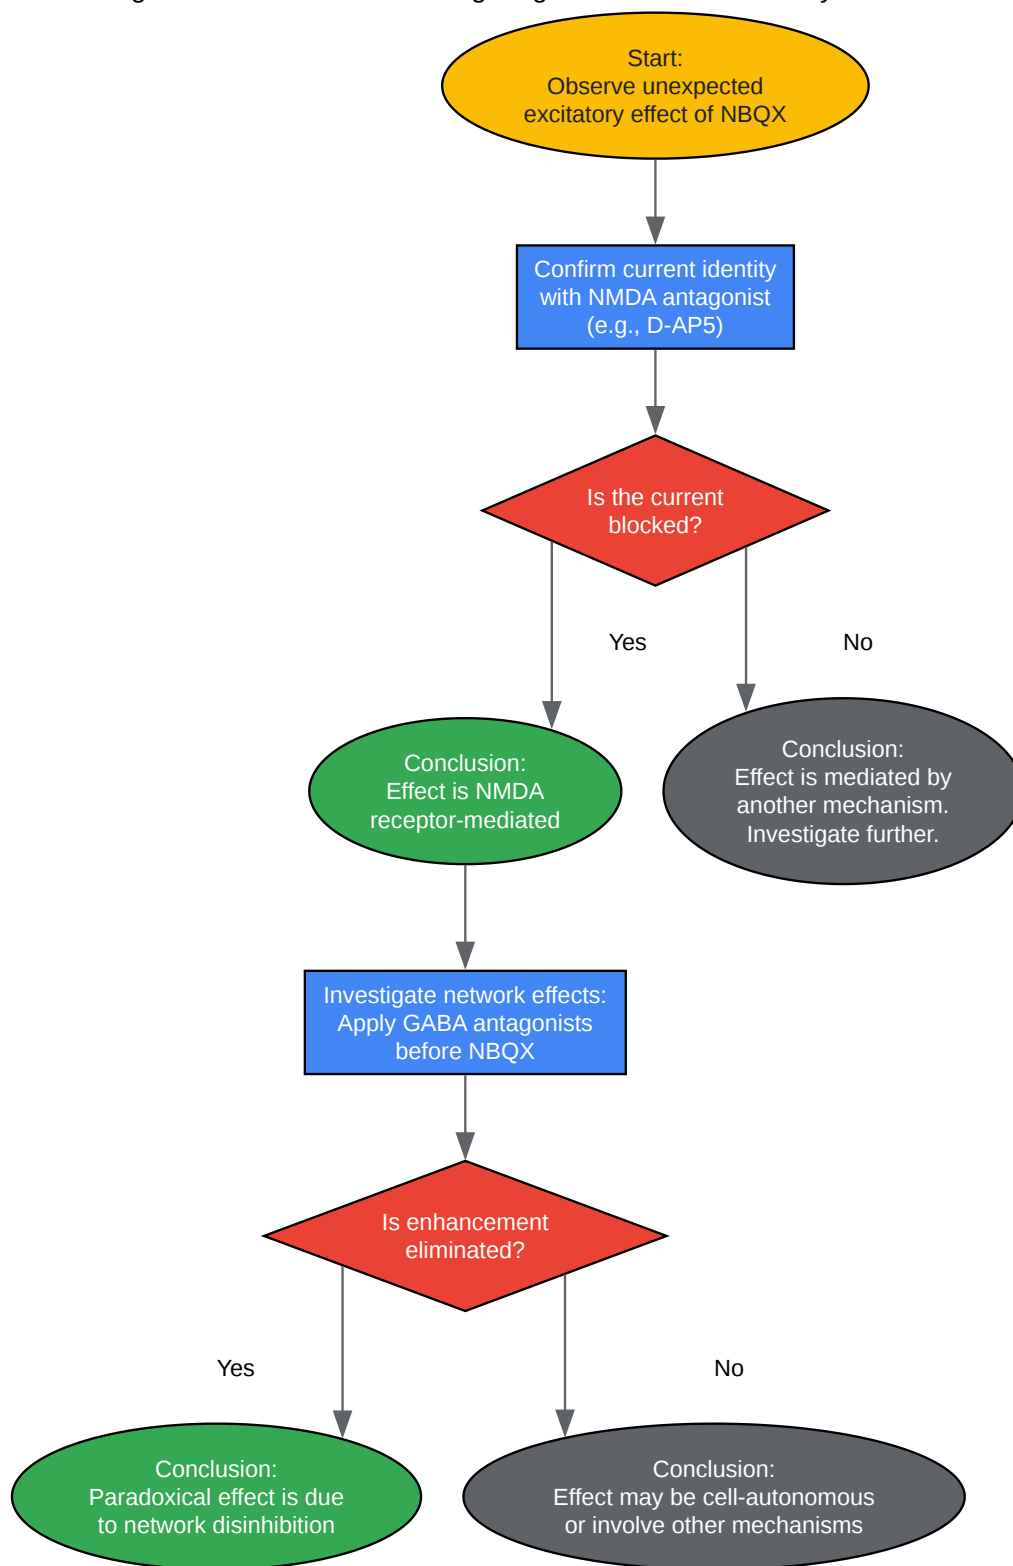 Start:
Observe unexpected
excitatory effect of NBQX
Confirm current identity
with NMDA antagonist
(e.g., D-AP5)
Is the current
blocked?
Yes
No
Conclusion:
Effect is NMDA
receptor-mediated
Conclusion:
Effect is mediated by
another mechanism.
Investigate further.
Investigate network effects:
Apply GABA antagonists
before NBQX
Is enhancement
eliminated?
Yes
No
Conclusion:
Paradoxical effect is due
to network disinhibition
Conclusion:
Effect may be cell-autonomous
or involve other mechanisms